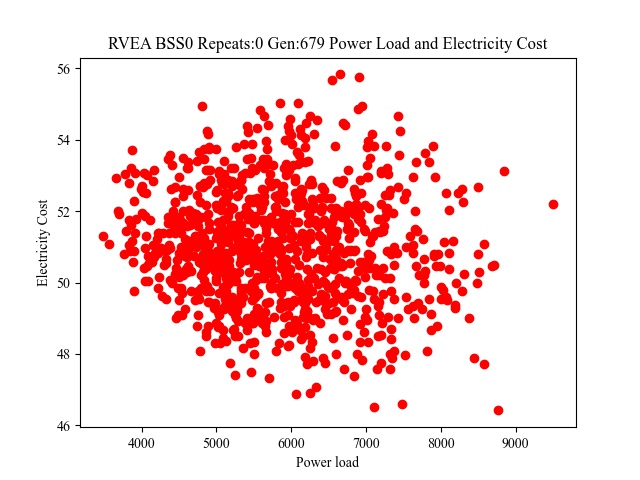 RVEA BSS0 Repeats:0 Gen:679 Power Load and Electricity Cost
56
54
52
50
48
46
Electricity Cost
4000 5000 6000 7000 8000 9000
Power load